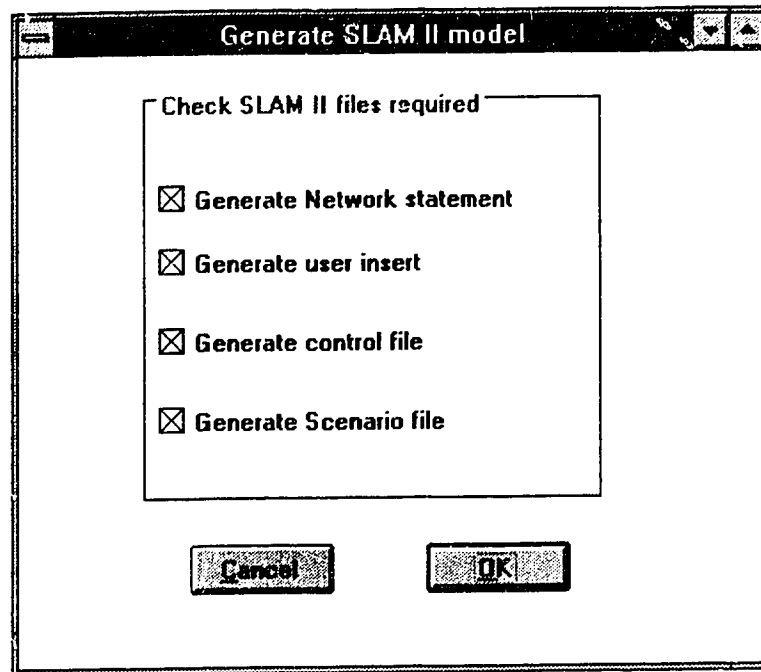 Generate SLAM II model
Check SLAM II files required
Generate Network statement
Generate user insert
Generate control file
Generate Scenario file
Cancel
OK